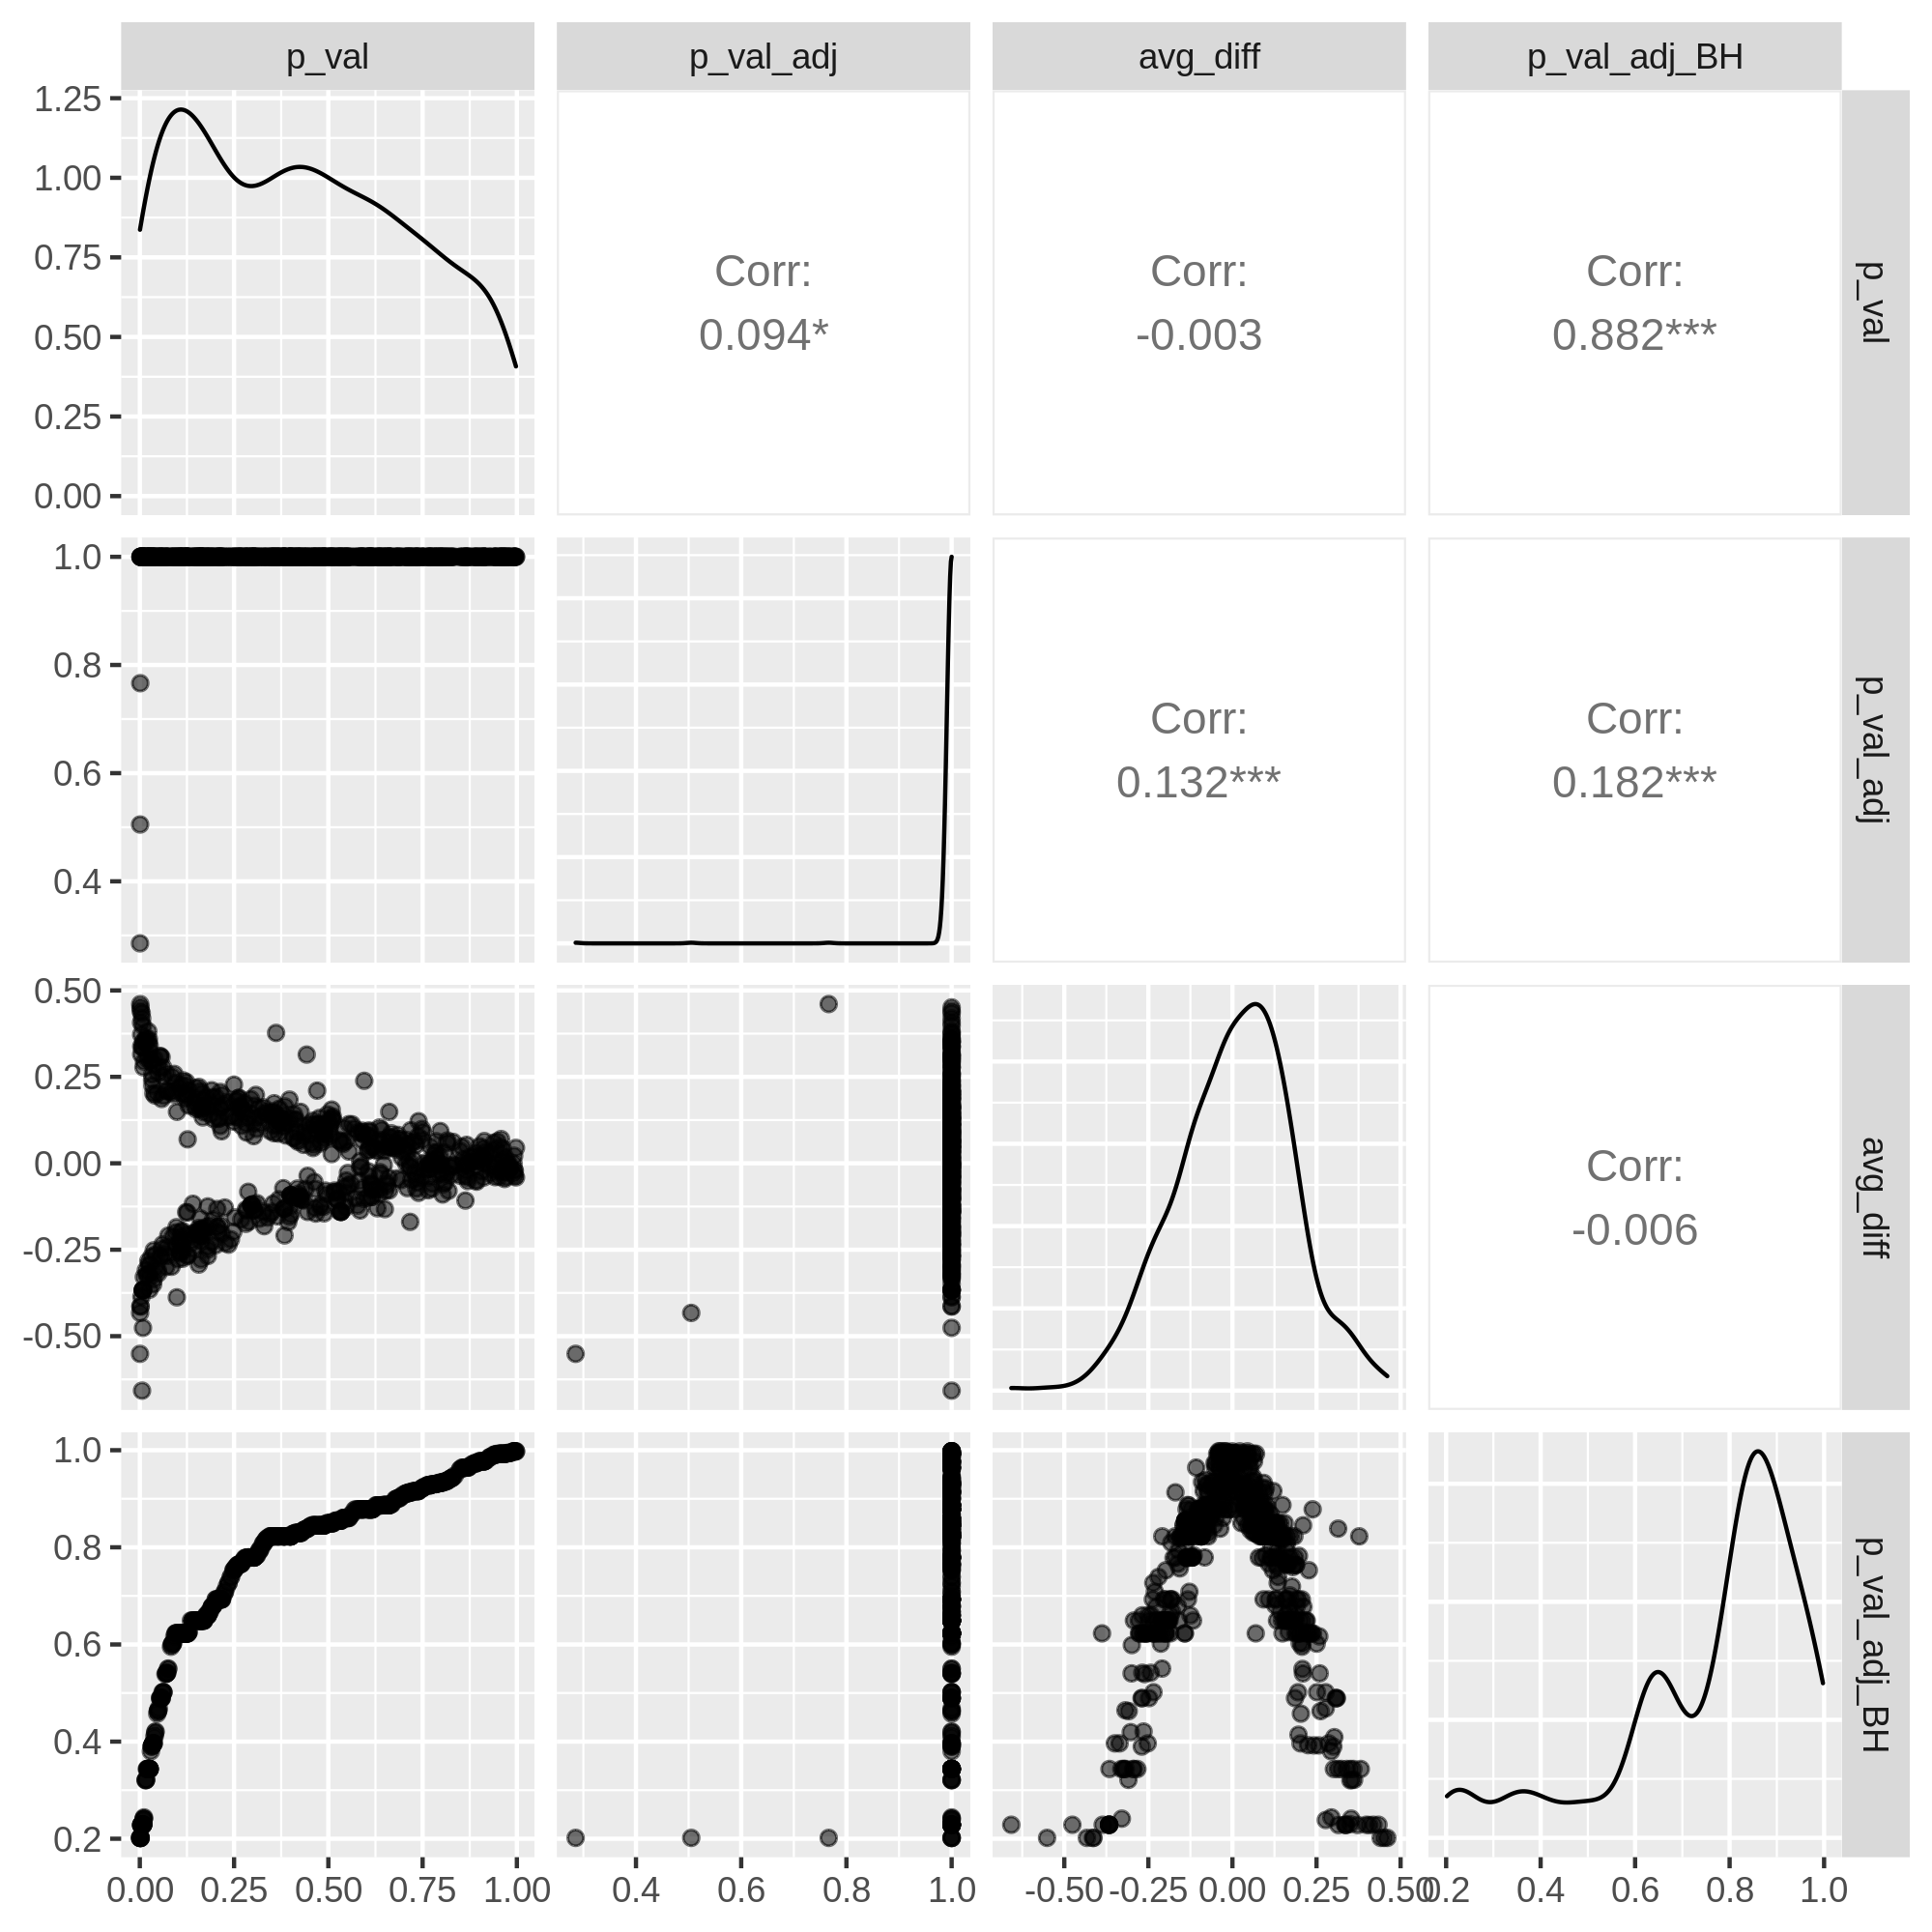 p_val
p_val_adj
avg_diff
p_val_adj_BH
1.25
1.00
0.75
0.50
0.25
0.00
Corr:
0.094*
Corr:
-0.003
Corr:
0.882***
p_val
1.0
0.8
0.6
0.4
Corr:
0.132***
Corr:
0.182***
p_val_adj
0.50
0.25
0.00
-0.25
-0.50
Corr:
-0.006
avg_diff
1.0
0.8
0.6
0.4
0.2
p_val_adj_BH
0.00 0.25 0.50 0.75 1.00
0.4 0.6 0.8 1.0
-0.50 -0.25 0.00 0.25 0.50
0.2 0.4 0.6 0.8 1.0